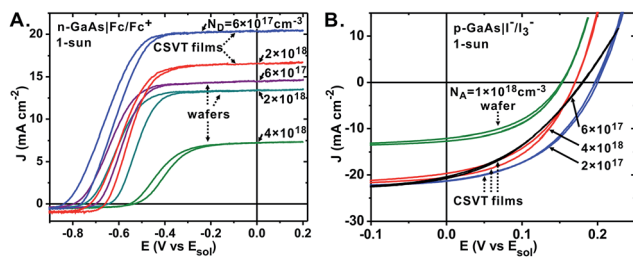 A.
n-GaAs|Fc/Fc⁺
1-sun
N_D=6×10¹⁷cm⁻³
CSVT films
2×10¹⁸
6×10¹⁷
2×10¹⁸
wafers
4×10¹⁸
20
15
10
5
0
J (mA cm⁻²)
-0.8 -0.6 -0.4 -0.2 0.0 0.2
E (V vs E_sol)
B.
p-GaAs|I⁻/I₃⁻
1-sun
N_A=1×10¹⁸cm⁻³
wafer
6×10¹⁷
4×10¹⁸
2×10¹⁷
CSVT films
10
0
-10
-20
-30
J (mA cm⁻²)
-0.1 0.0 0.1 0.2
E (V vs E_sol)